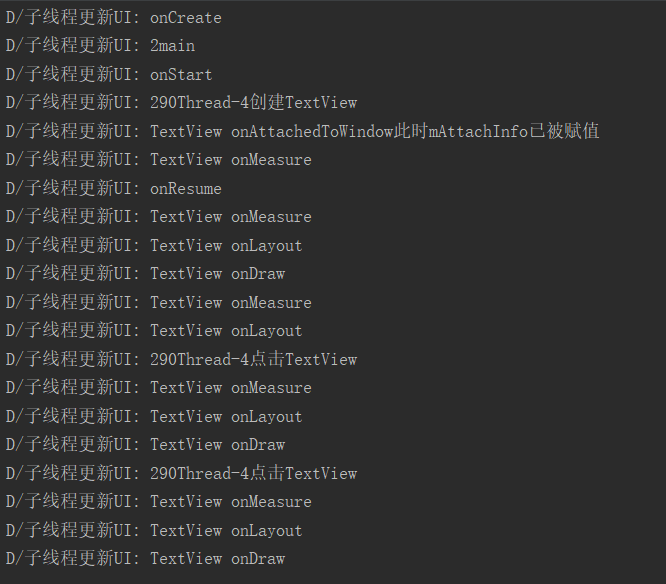 D/子线程更新UI: onCreate
D/子线程更新UI: 2main
D/子线程更新UI: onStart
D/子线程更新UI: 290Thread-4创建TextView
D/子线程更新UI: TextView onAttachedToWindow此时mAttachInfo已被赋值
D/子线程更新UI: TextView onMeasure
D/子线程更新UI: onResume
D/子线程更新UI: TextView onMeasure
D/子线程更新UI: TextView onLayout
D/子线程更新UI: TextView onDraw
D/子线程更新UI: TextView onMeasure
D/子线程更新UI: TextView onLayout
D/子线程更新UI: 290Thread-4点击TextView
D/子线程更新UI: TextView onMeasure
D/子线程更新UI: TextView onLayout
D/子线程更新UI: TextView onDraw
D/子线程更新UI: 290Thread-4点击TextView
D/子线程更新UI: TextView onMeasure
D/子线程更新UI: TextView onLayout
D/子线程更新UI: TextView onDraw